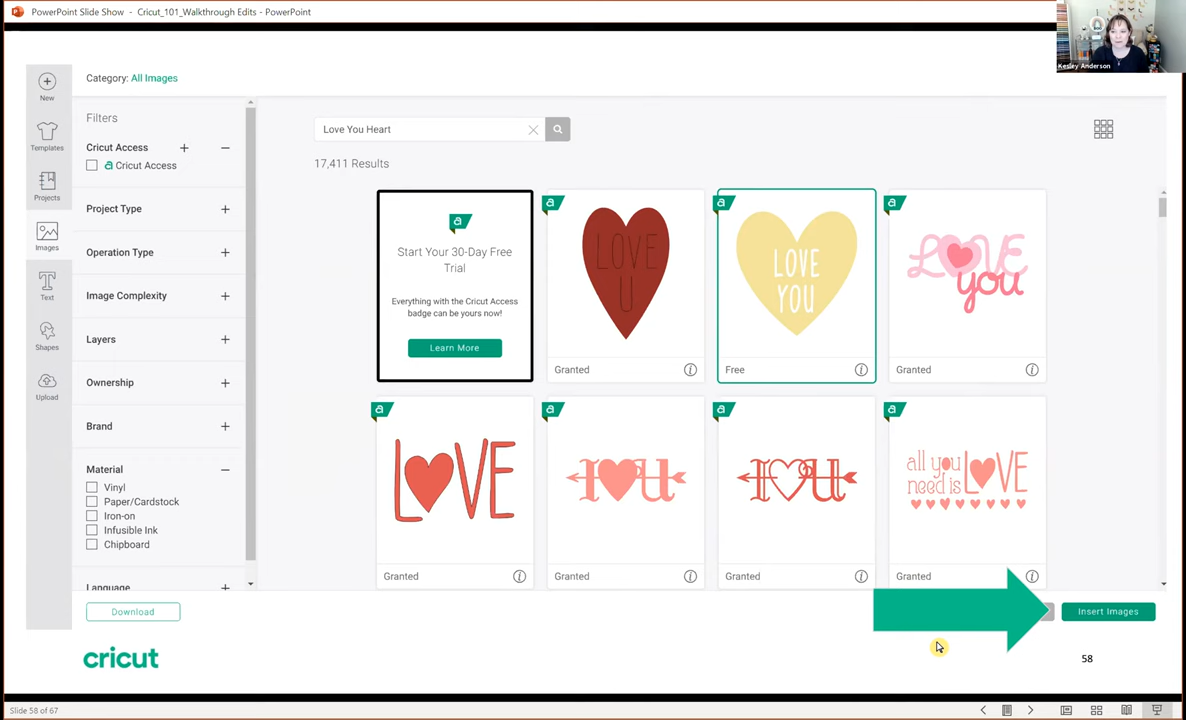 PowerPoint Slide Show - Cricut_101_Walkthrough Edits - PowerPoint
Kesley Anderson
Category: All Images
New
Templates
Projects
Images
Text
Shapes
Upload
Filters
Cricut Access
a Cricut Access
Project Type
Operation Type
Image Complexity
Layers
Ownership
Brand
Material
Vinyl
Paper/Cardstock
Iron-on
Infusible Ink
Chipboard
Language
Download
Love You Heart
17,411 Results
a
Start Your 30-Day Free
Trial
Everything with the Cricut Access
badge can be yours now!
Learn More
a
LOVE
U
Granted
a
LOVE
YOU
Free
a
LOVE
you
Granted
a
LOVE
Granted
a
I U
Granted
a
I U
Granted
a
all you
need is LOVE
Granted
Insert Images
cricut
58
Slide 58 of 67